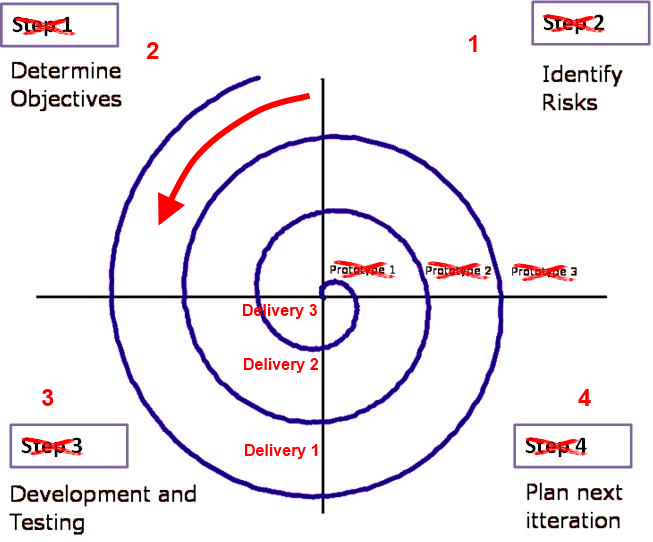 Step 1
2
1
Step 2
Determine
Objectives
Identify
Risks
Prototype 1
Prototype 2
Prototype 3
Delivery 3
Delivery 2
3
4
Step 3
Delivery 1
Step 4
Development and
Testing
Plan next
itteration